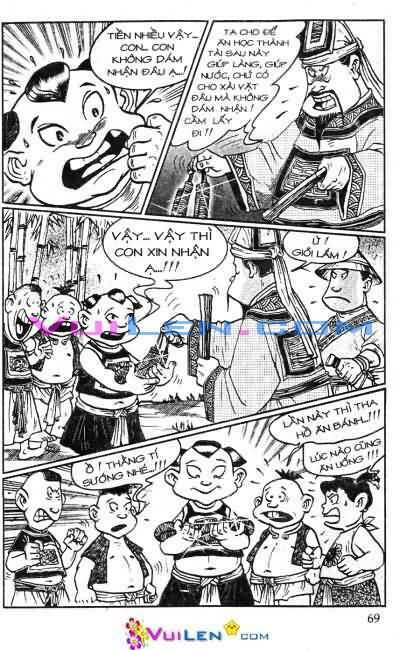 TIỀN NHIỀU VẬY...
CON... CON
KHÔNG DÁM
NHẬN ĐÂU Ạ...!
TA CHO ĐỂ
ĂN HỌC THÀNH
TÀI SAU NÀY
GIÚP LÀNG, GIÚP
NƯỚC, CHỨ CÓ
CHO XÀI VẶT
ĐÂU MÀ KHÔNG
DÁM NHẬN!
CẦM LẤY
ĐI!!
VẬY... VẬY THÌ
CON XIN NHẬN
Ạ...!!!
Ừ!
GIỎI LẮM!
VUILEN.COM
Ồ! THẰNG TÍ
SƯỚNG NHÉ...!!!
LẦN NÀY THÌ THA
HỒ ĂN BÁNH...!!!
LÚC NÀO CŨNG
ĂN UỐNG!!!
69
VUILEN COM